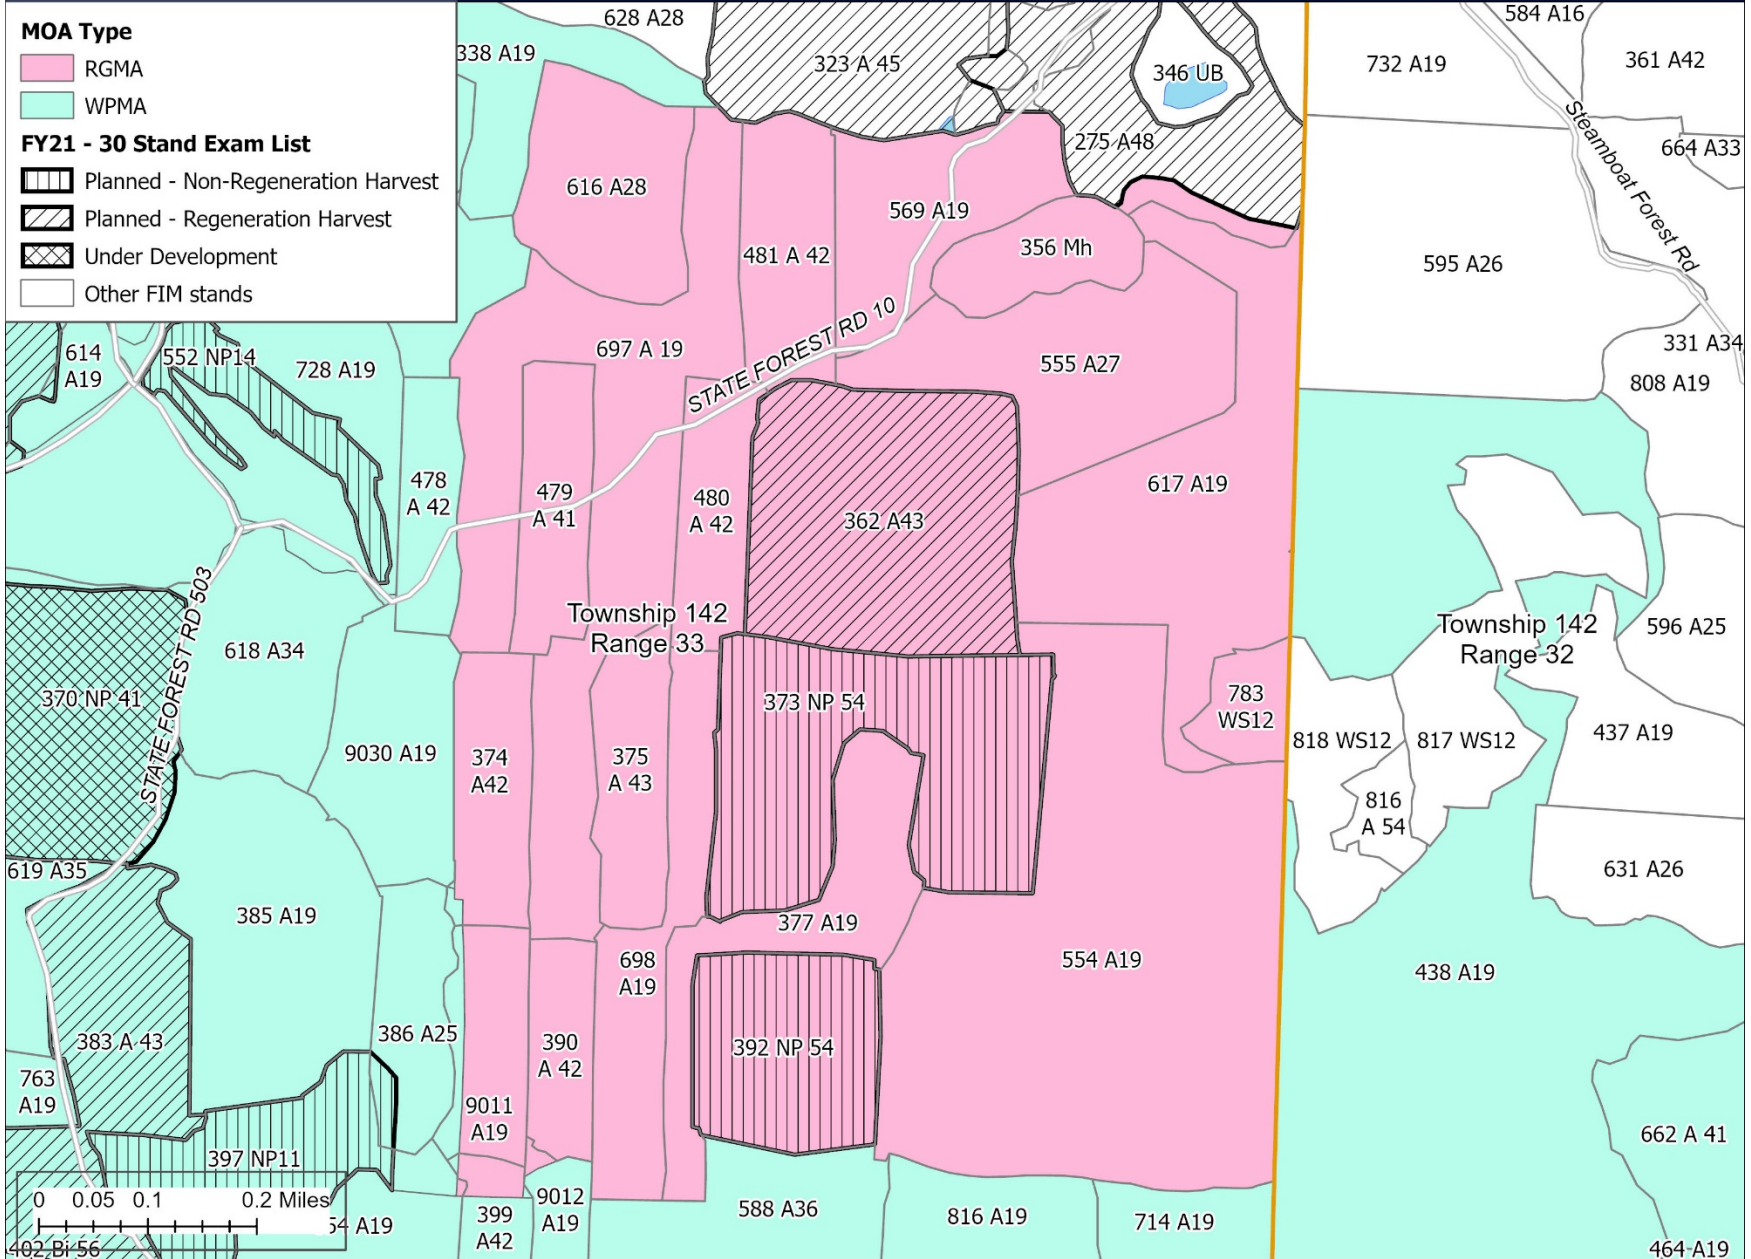 MOA Type
RGMA
WPMA
FY21 - 30 Stand Exam List
Planned - Non-Regeneration Harvest
Planned - Regeneration Harvest
Under Development
Other FIM stands
628 A28
338 A19
323 A 45
346 UB
275 A48
584 A16
732 A19
361 A42
664 A33
Steamboat Forest Rd
616 A28
569 A19
481 A 42
356 Mh
595 A26
STATE FOREST RD 10
614
A19
552 NP14
728 A19
697 A 19
555 A27
331 A34
808 A19
478
A 42
479
A 41
480
A 42
362 A43
617 A19
STATE FOREST RD 503
Township 142
Range 33
Township 142
Range 32
596 A25
618 A34
370 NP 41
373 NP 54
783
WS12
9030 A19
374
A42
375
A 43
818 WS12
817 WS12
437 A19
816
A 54
619 A35
631 A26
385 A19
377 A19
698
A19
554 A19
438 A19
383 A 43
386 A25
390
A 42
392 NP 54
763
A19
9011
A19
662 A 41
397 NP11
0 0.05 0.1 0.2 Miles
54 A19
399
A42
9012
A19
588 A36
816 A19
714 A19
402 Bi 56
464 A19